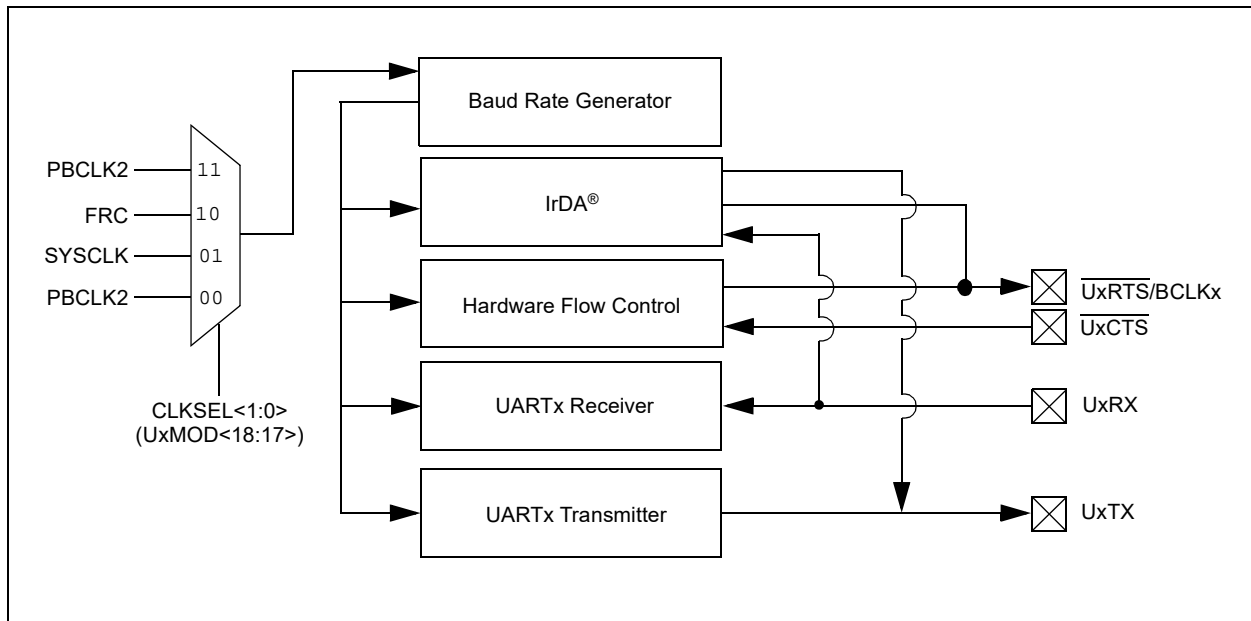 Baud Rate Generator
PBCLK2
11
IrDA®
FRC
10
SYSCLK
01
PBCLK2
00
Hardware Flow Control
UxRTS/BCLKx
UxCTS
CLKSEL<1:0>
(UxMOD<18:17>)
UARTx Receiver
UxRX
UARTx Transmitter
UxTX